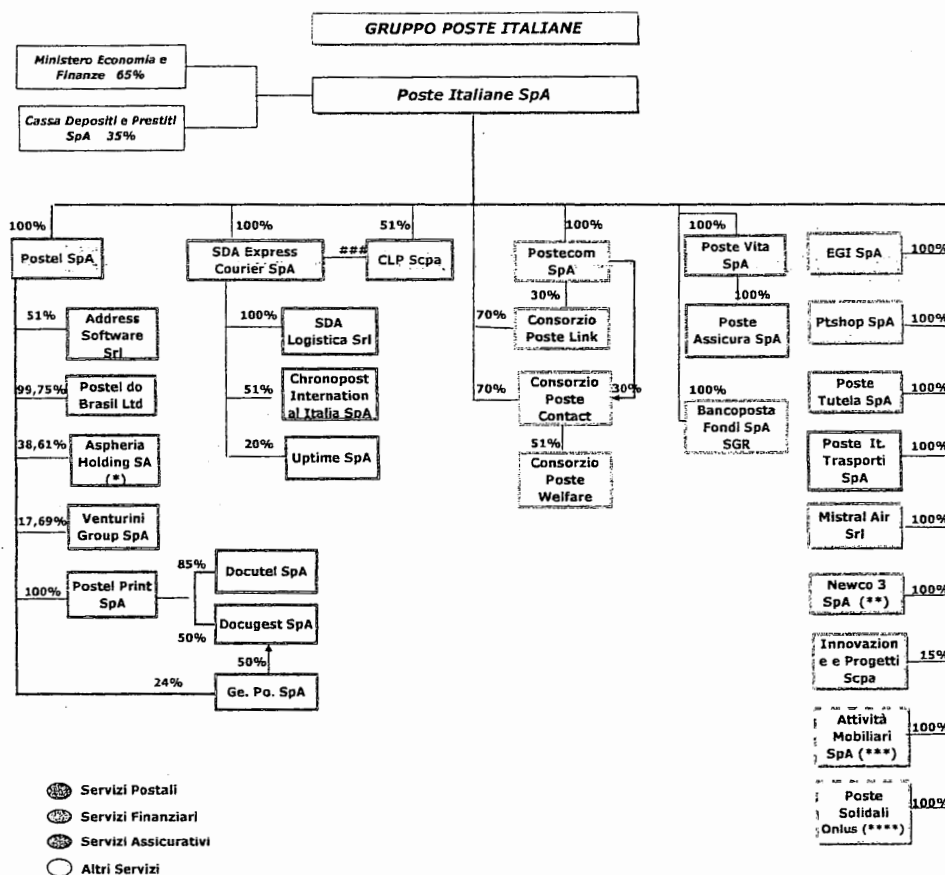 GRUPPO POSTE ITALIANE
Ministero Economia e
Finanze 65%
Poste Italiane SpA
Cassa Depositi e Prestiti
SpA 35%
100%
100%
51%
100%
100%
Postel SpA
SDA Express
Courier SpA
###
CLP Scpa
Postecom
SpA
Poste Vita
SpA
EGI SpA
100%
30%
100%
51%
Address
Software
Srl
100%
SDA
Logistica Srl
70%
Consorzio
Poste Link
Poste
Assicura SpA
Ptshop SpA
100%
99,75%
Postel do
Brasil Ltd
51%
Chronopost
Internation
al Italia SpA
70%
Consorzio
Poste
Contact
30%
100%
Bancoposta
Fondi SpA
SGR
Poste
Tutela SpA
100%
38,61%
Aspheria
Holding SA
(*)
20%
Uptime SpA
51%
Consorzio
Poste
Welfare
Poste It.
Trasporti
SpA
100%
17,69%
Venturini
Group SpA
Mistral Air
Srl
100%
100%
Postel Print
SpA
85%
Docutel SpA
50%
Docugest SpA
Newco 3
SpA (**)
100%
50%
24%
Ge. Po. SpA
Innovazion
e e Progetti
Scpa
15%
Attività
Mobiliari
SpA (***)
100%
Poste
Solidali
Onlus (****)
100%
Servizi Postali
Servizi Finanziari
Servizi Assicurativi
Altri Servizi